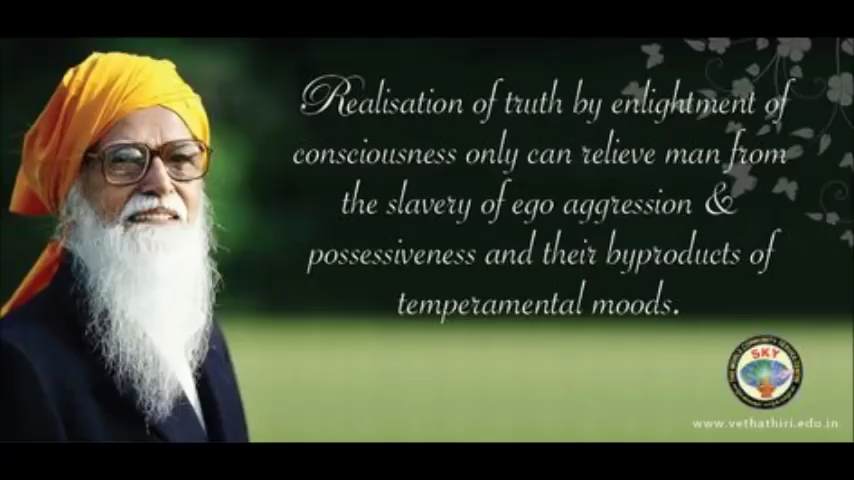 Realisation of truth by enlightment of
consciousness only can relieve man from
the slavery of ego aggression &
possessiveness and their byproducts of
temperamental moods.
SKY
www.vethathiri.edu.in